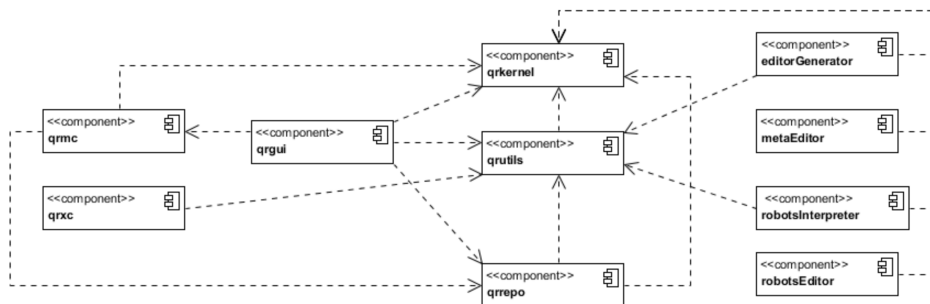 <<component>>
qrkernel
<<component>>
editorGenerator
<<component>>
qrmc
<<component>>
qrgui
<<component>>
qrutils
<<component>>
metaEditor
<<component>>
qrxc
<<component>>
robotsInterpreter
<<component>>
qrrepo
<<component>>
robotsEditor